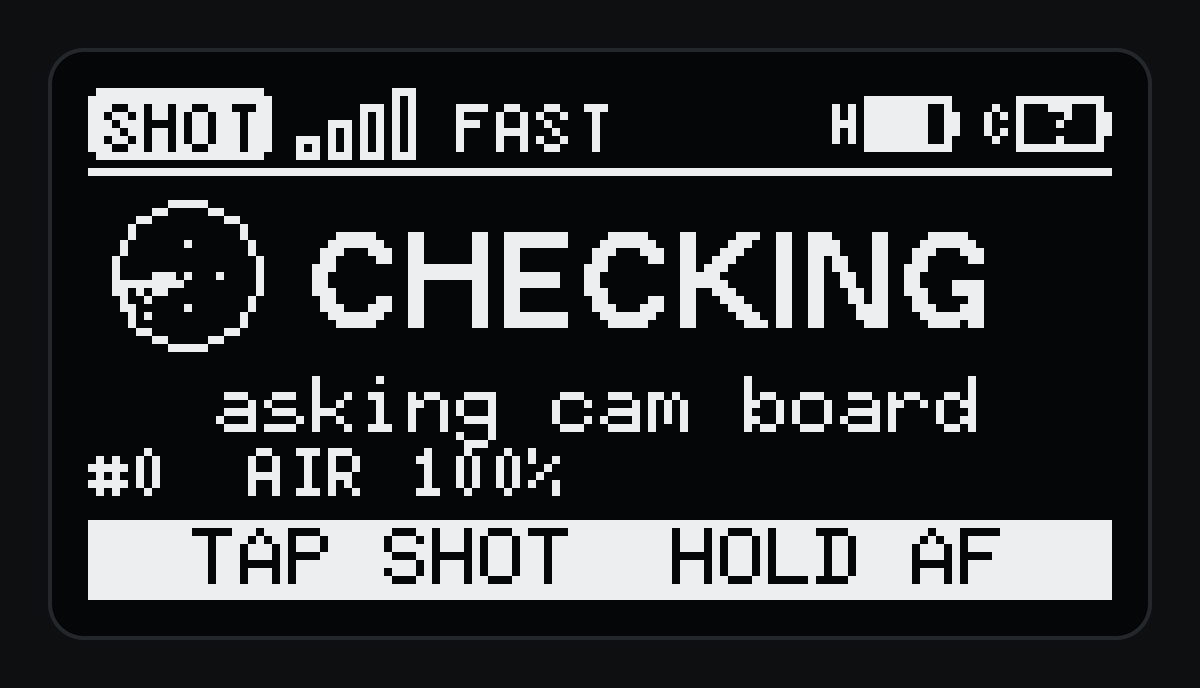 SHOT FAST H C ?
CHECKING
asking cam board
#0 AIR 100%
TAP SHOT HOLD AF